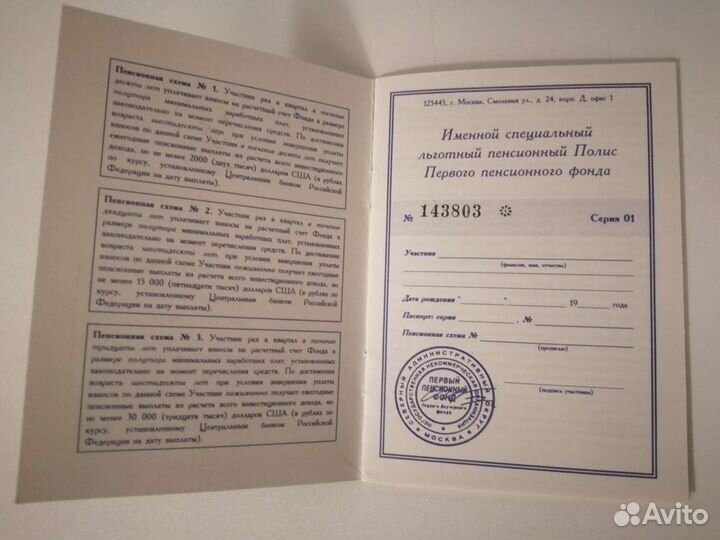 Пенсионная схема № 1. Участник раз в квартал в течение
десяти лет уплачивает взносы на расчетный счет Фонда в размере
полутора минимальных заработных плат, установленных
законодательно на момент перечисления средств. По достижении
возраста шестидесяти лет при условии завершения уплаты
взносов по данной схеме Участник в течение десяти лет получает
ежегодные пенсионные выплаты из расчета всего инвестиционного
дохода, но не менее 2000 (двух тысяч) долларов США (в рублях
по курсу, установленному Центральным банком Российской
Федерации на дату выплаты).
Пенсионная схема № 2. Участник раз в квартал в течение
двадцати лет уплачивает взносы на расчетный счет Фонда в
размере полутора минимальных заработных плат, установленных
законодательно на момент перечисления средств. По достижении
возраста шестидесяти лет при условии завершения уплаты
взносов по данной схеме Участник пожизненно получает ежегодные
пенсионные выплаты из расчета всего инвестиционного дохода, но
не менее 15 000 (пятнадцати тысяч) долларов США (в рублях по
курсу, установленному Центральным банком Российской
Федерации на дату выплаты).
Пенсионная схема № 3. Участник раз в квартал в течение
тридцати лет уплачивает взносы на расчетный счет Фонда в
размере полутора минимальных заработных плат, установленных
законодательно на момент перечисления средств. По достижении
возраста шестидесяти лет при условии завершения уплаты
взносов по данной схеме Участник пожизненно получает ежегодные
пенсионные выплаты из расчета всего инвестиционного дохода, но
не менее 30 000 (тридцати тысяч) долларов США (в рублях по
курсу, установленному Центральным банком Российской
Федерации на дату выплаты).
125445, г. Москва, Смольная ул., д. 24, корп. Д, офис 1
Именной специальный
льготный пенсионный Полис
Первого пенсионного фонда
№ 143803 Серия 01
Участник
(фамилия, имя, отчество)
Дата рождения " " 19 года
Паспорт: серия , №
Пенсионная схема №
(прописью)
(подпись участника)
СЕВЕРНЫЙ АДМИНИСТРАТИВНЫЙ ОКРУГ
МОСКВА
НЕГОСУДАРСТВЕННАЯ НЕКОММЕРЧЕСКАЯ ОРГАНИЗАЦИЯ
ПЕРВЫЙ
ПЕНСИОННЫЙ
ФОНД
Первого Ваучерного
фонда
Avito